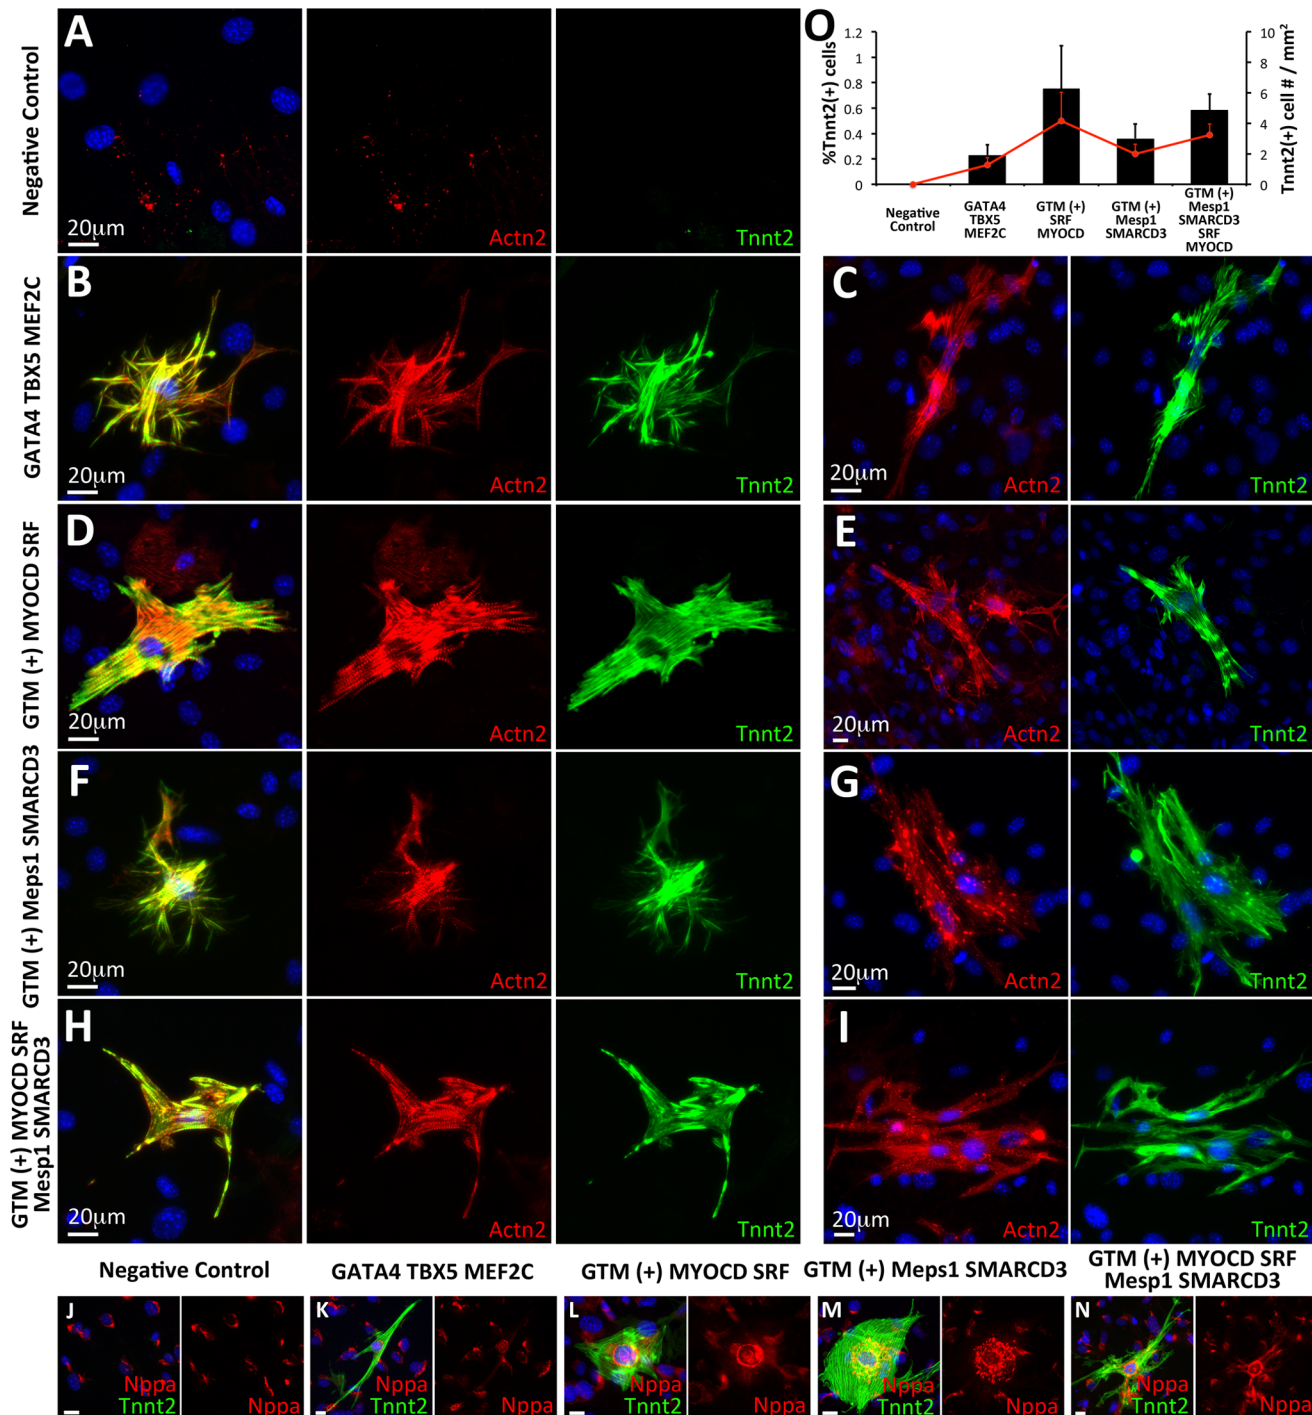 Negative Control
A
20μm
Actn2
Tnnt2
O
%Tnnt2(+) cells
1.2
1
0.8
0.6
0.4
0.2
0
10
8
6
4
2
0
Tnnt2(+) cell # / mm²
Negative
Control
GATA4
TBX5
MEF2C
GTM (+)
SRF
MYOCD
GTM (+)
Mesp1
SMARCD3
GTM (+)
Mesp1
SMARCD3
SRF
MYOCD
GATA4 TBX5 MEF2C
B
20μm
Actn2
Tnnt2
C
20μm
Actn2
Tnnt2
GTM (+) MYOCD SRF
D
20μm
Actn2
Tnnt2
E
20μm
Actn2
Tnnt2
GTM (+) Meps1 SMARCD3
F
20μm
Actn2
Tnnt2
G
20μm
Actn2
Tnnt2
GTM (+) MYOCD SRF
Mesp1 SMARCD3
H
20μm
Actn2
Tnnt2
I
20μm
Actn2
Tnnt2
Negative Control
GATA4 TBX5 MEF2C
GTM (+) MYOCD SRF
GTM (+) Meps1 SMARCD3
GTM (+) MYOCD SRF
Mesp1 SMARCD3
J
Nppa
Tnnt2
Nppa
K
Nppa
Tnnt2
Nppa
L
Nppa
Tnnt2
Nppa
M
Nppa
Tnnt2
Nppa
N
Nppa
Tnnt2
Nppa